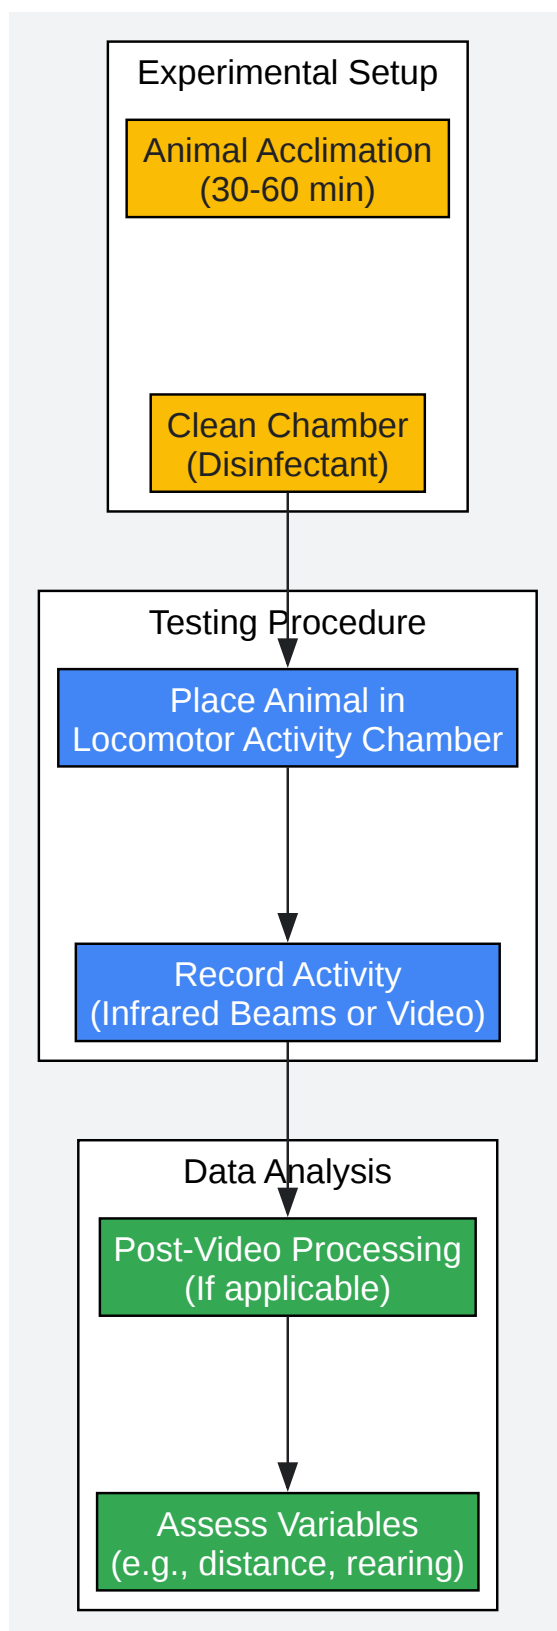 Experimental Setup
Animal Acclimation
(30-60 min)
Clean Chamber
(Disinfectant)
Testing Procedure
Place Animal in
Locomotor Activity Chamber
Record Activity
(Infrared Beams or Video)
Data Analysis
Post-Video Processing
(If applicable)
Assess Variables
(e.g., distance, rearing)